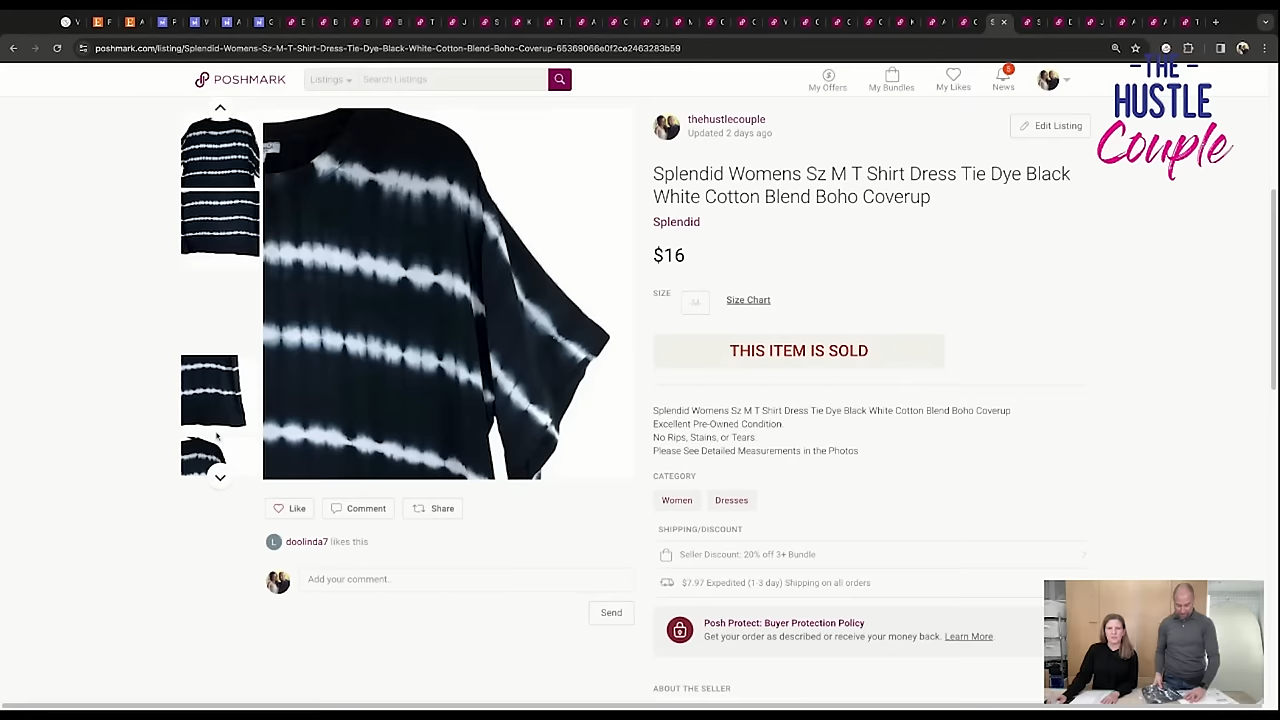 S
V
E
F
E
A
P
V
M
P
C
E
E
T
J
E
S
K
T
C
A
J
M
C
C
C
S
E
J
A
A
T
poshmark.com/listing/Splendid-Womens-Sz-M-T-Shirt-Dress-Tie-Dye-Black-White-Cotton-Blend-Boho-Coverup-65369066e0f2ce2463283b59
POSHMARK
Listings
Search Listings
My Offers
My Bundles
My Likes
5
News
THE
HUSTLE
Couple
thehustlecouple
Updated 2 days ago
Edit Listing
Splendid Womens Sz M T Shirt Dress Tie Dye Black
White Cotton Blend Boho Coverup
Splendid
$16
SIZE
M
Size Chart
THIS ITEM IS SOLD
Splendid Womens Sz M T Shirt Dress Tie Dye Black White Cotton Blend Boho Coverup
Excellent Pre-Owned Condition.
No Rips, Stains, or Tears
Please See Detailed Measurements in the Photos
CATEGORY
Women
Dresses
SHIPPING/DISCOUNT
Seller Discount: 20% off 3+ Bundle
$7.97 Expedited (1-3 day) Shipping on all orders
Posh Protect: Buyer Protection Policy
Get your order as described or receive your money back. Learn More.
ABOUT THE SELLER
Like
Comment
Share
L
doolinda7 likes this
Add your comment..
Send